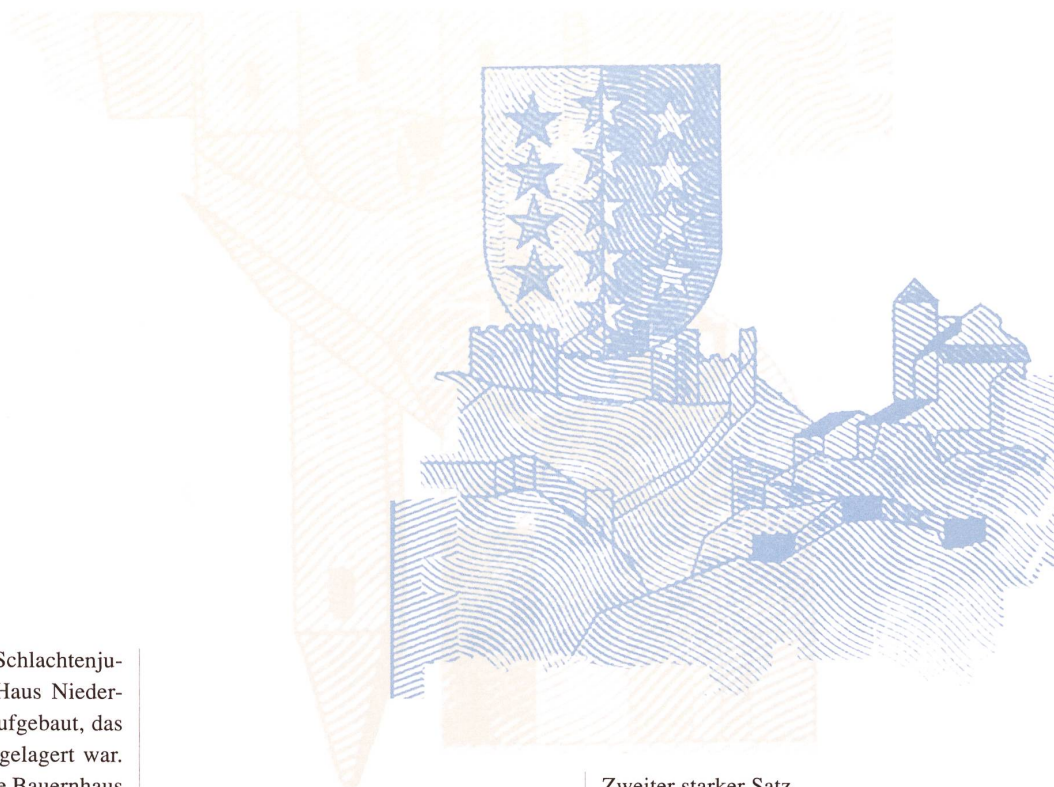 Schlachtenju-
Haus Nieder-
ufgebaut, das
gelagert war.
e Bauernhaus
Zweiter starker Satz